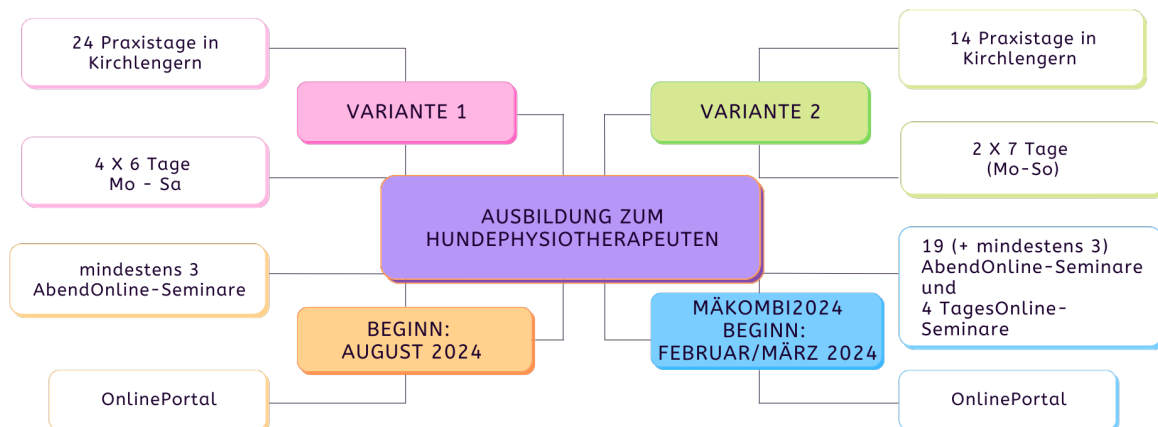 24 Praxistage in
Kirchlengern
VARIANTE 1
4 X 6 Tage
Mo - Sa
14 Praxistage in
Kirchlengern
VARIANTE 2
2 X 7 Tage
(Mo-So)
AUSBILDUNG ZUM
HUNDEPHYSIOTHERAPEUTEN
mindestens 3
AbendOnline-Seminare
BEGINN:
AUGUST 2024
OnlinePortal
19 (+ mindestens 3)
AbendOnline-Seminare
und
4 TagesOnline-
Seminare
MÄKOMBI2024
BEGINN:
FEBRUAR/MÄRZ 2024
OnlinePortal